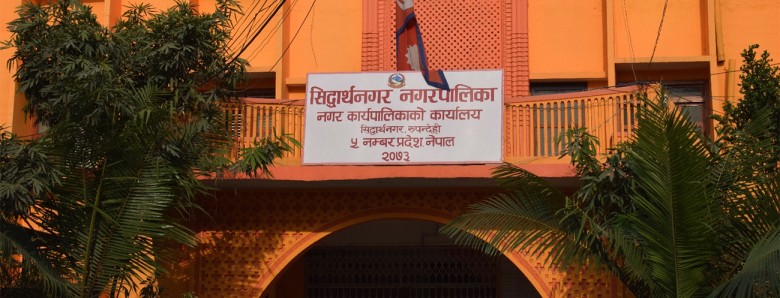 सिद्धार्थनगर नगरपालिका
नगर कार्यपालिकाको कार्यालय
सिद्धार्थनगर, रुपन्देही
५ नम्बर प्रदेश, नेपाल
२०७३